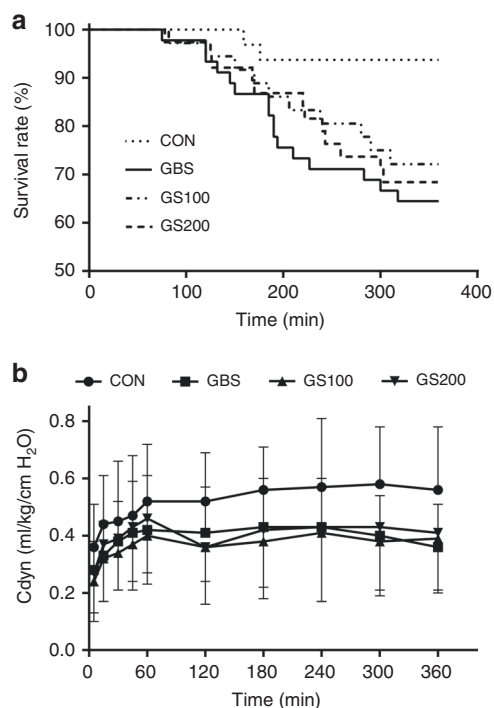 a
100
90
80
70
60
50
Survival rate (%)
CON
GBS
GS100
GS200
0 100 200 300 400
Time (min)
b
CON GBS GS100 GS200
0.8
0.6
0.4
0.2
0.0
Cdyn (ml/kg/cm H₂O)
0 60 120 180 240 300 360
Time (min)